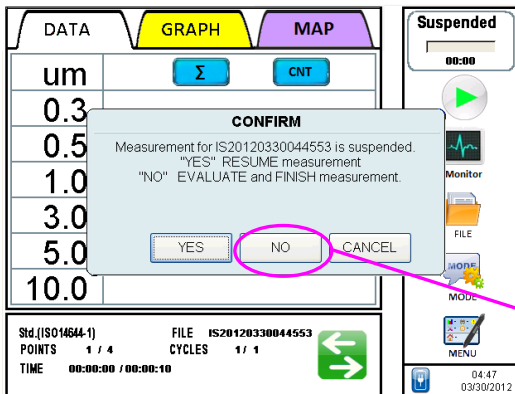 DATA GRAPH MAP
um Σ CNT
0.3
0.5
1.0
3.0
5.0
10.0
CONFIRM
Measurement for IS20120330044553 is suspended.
"YES" RESUME measurement
"NO" EVALUATE and FINISH measurement.
YES NO CANCEL
Std.(ISO14644-1) FILE IS20120330044553
POINTS 1 / 4 CYCLES 1/ 1
TIME 00:00:00 / 00:00:10
Suspended
00:00
Monitor
FILE
MODE
MODE
MENU
04:47
03/30/2012